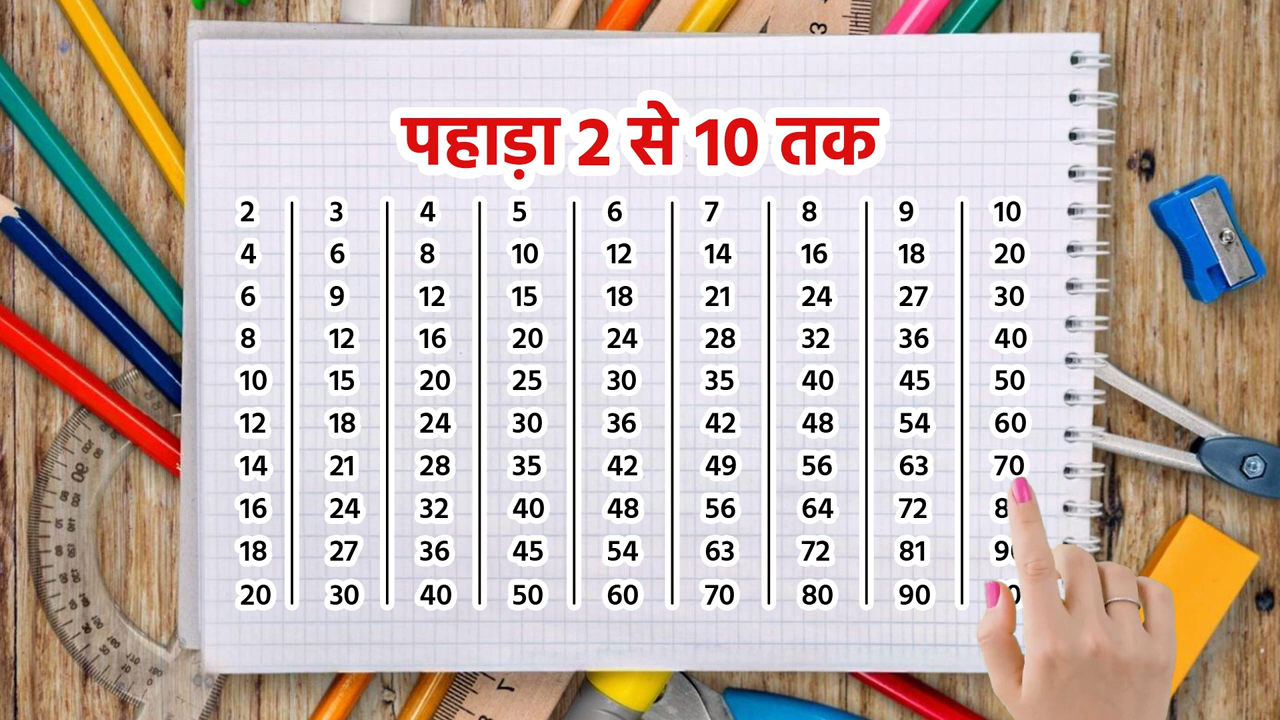 पहाड़ा 2 से 10 तक
2 3 4 5 6 7 8 9 10
4 6 8 10 12 14 16 18 20
6 9 12 15 18 21 24 27 30
8 12 16 20 24 28 32 36 40
10 15 20 25 30 35 40 45 50
12 18 24 30 36 42 48 54 60
14 21 28 35 42 49 56 63 70
16 24 32 40 48 56 64 72
18 27 36 45 54 63 72 81
20 30 40 50 60 70 80 90